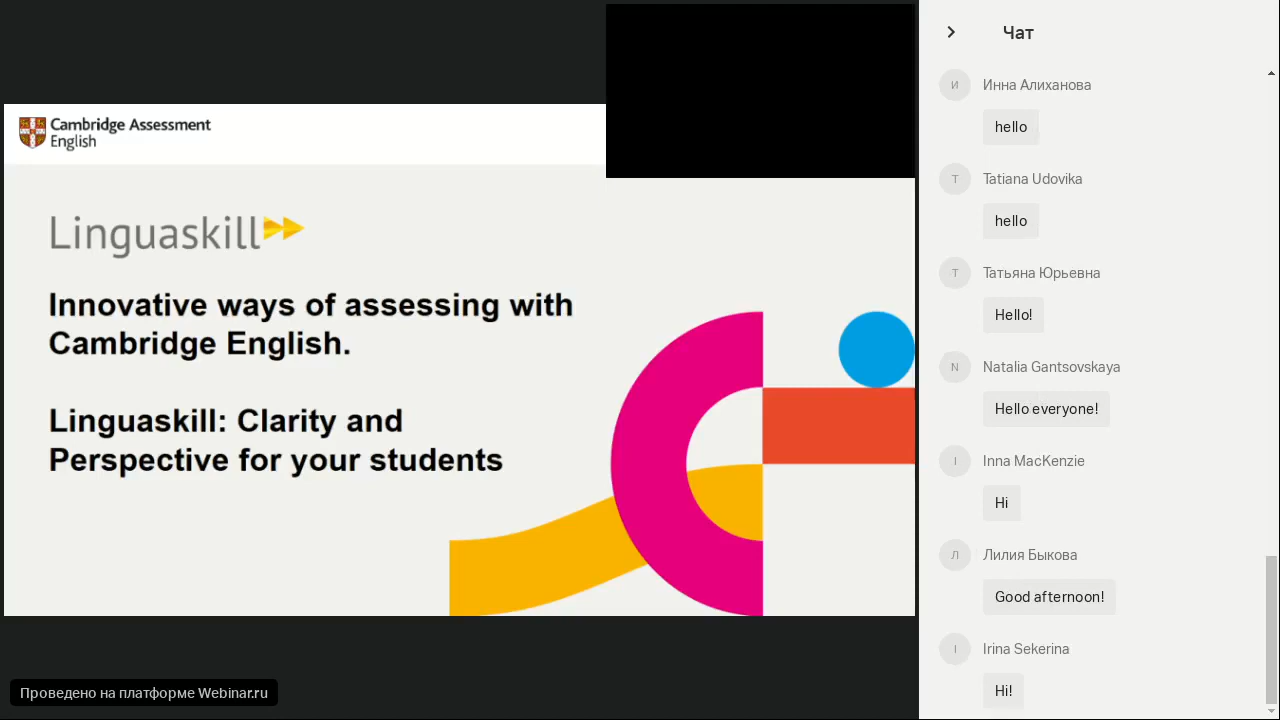 Cambridge Assessment
English
Linguaskill
Innovative ways of assessing with
Cambridge English.
Linguaskill: Clarity and
Perspective for your students
Проведено на платформе Webinar.ru
Чат
И
Инна Алиханова
hello
T
Tatiana Udovika
hello
Т
Татьяна Юрьевна
Hello!
N
Natalia Gantsovskaya
Hello everyone!
I
Inna MacKenzie
Hi
Л
Лилия Быкова
Good afternoon!
I
Irina Sekerina
Hi!